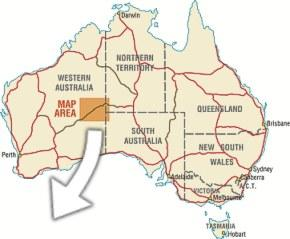 Darwin
NORTHERN
TERRITORY
WESTERN
AUSTRALIA
MAP
AREA
QUEENSLAND
Brisbane
SOUTH
AUSTRALIA
NEW SOUTH
WALES
Perth
Adelaide
Sydney
Canberra
A.C.T.
VICTORIA
Melbourne
TASMANIA
Hobart